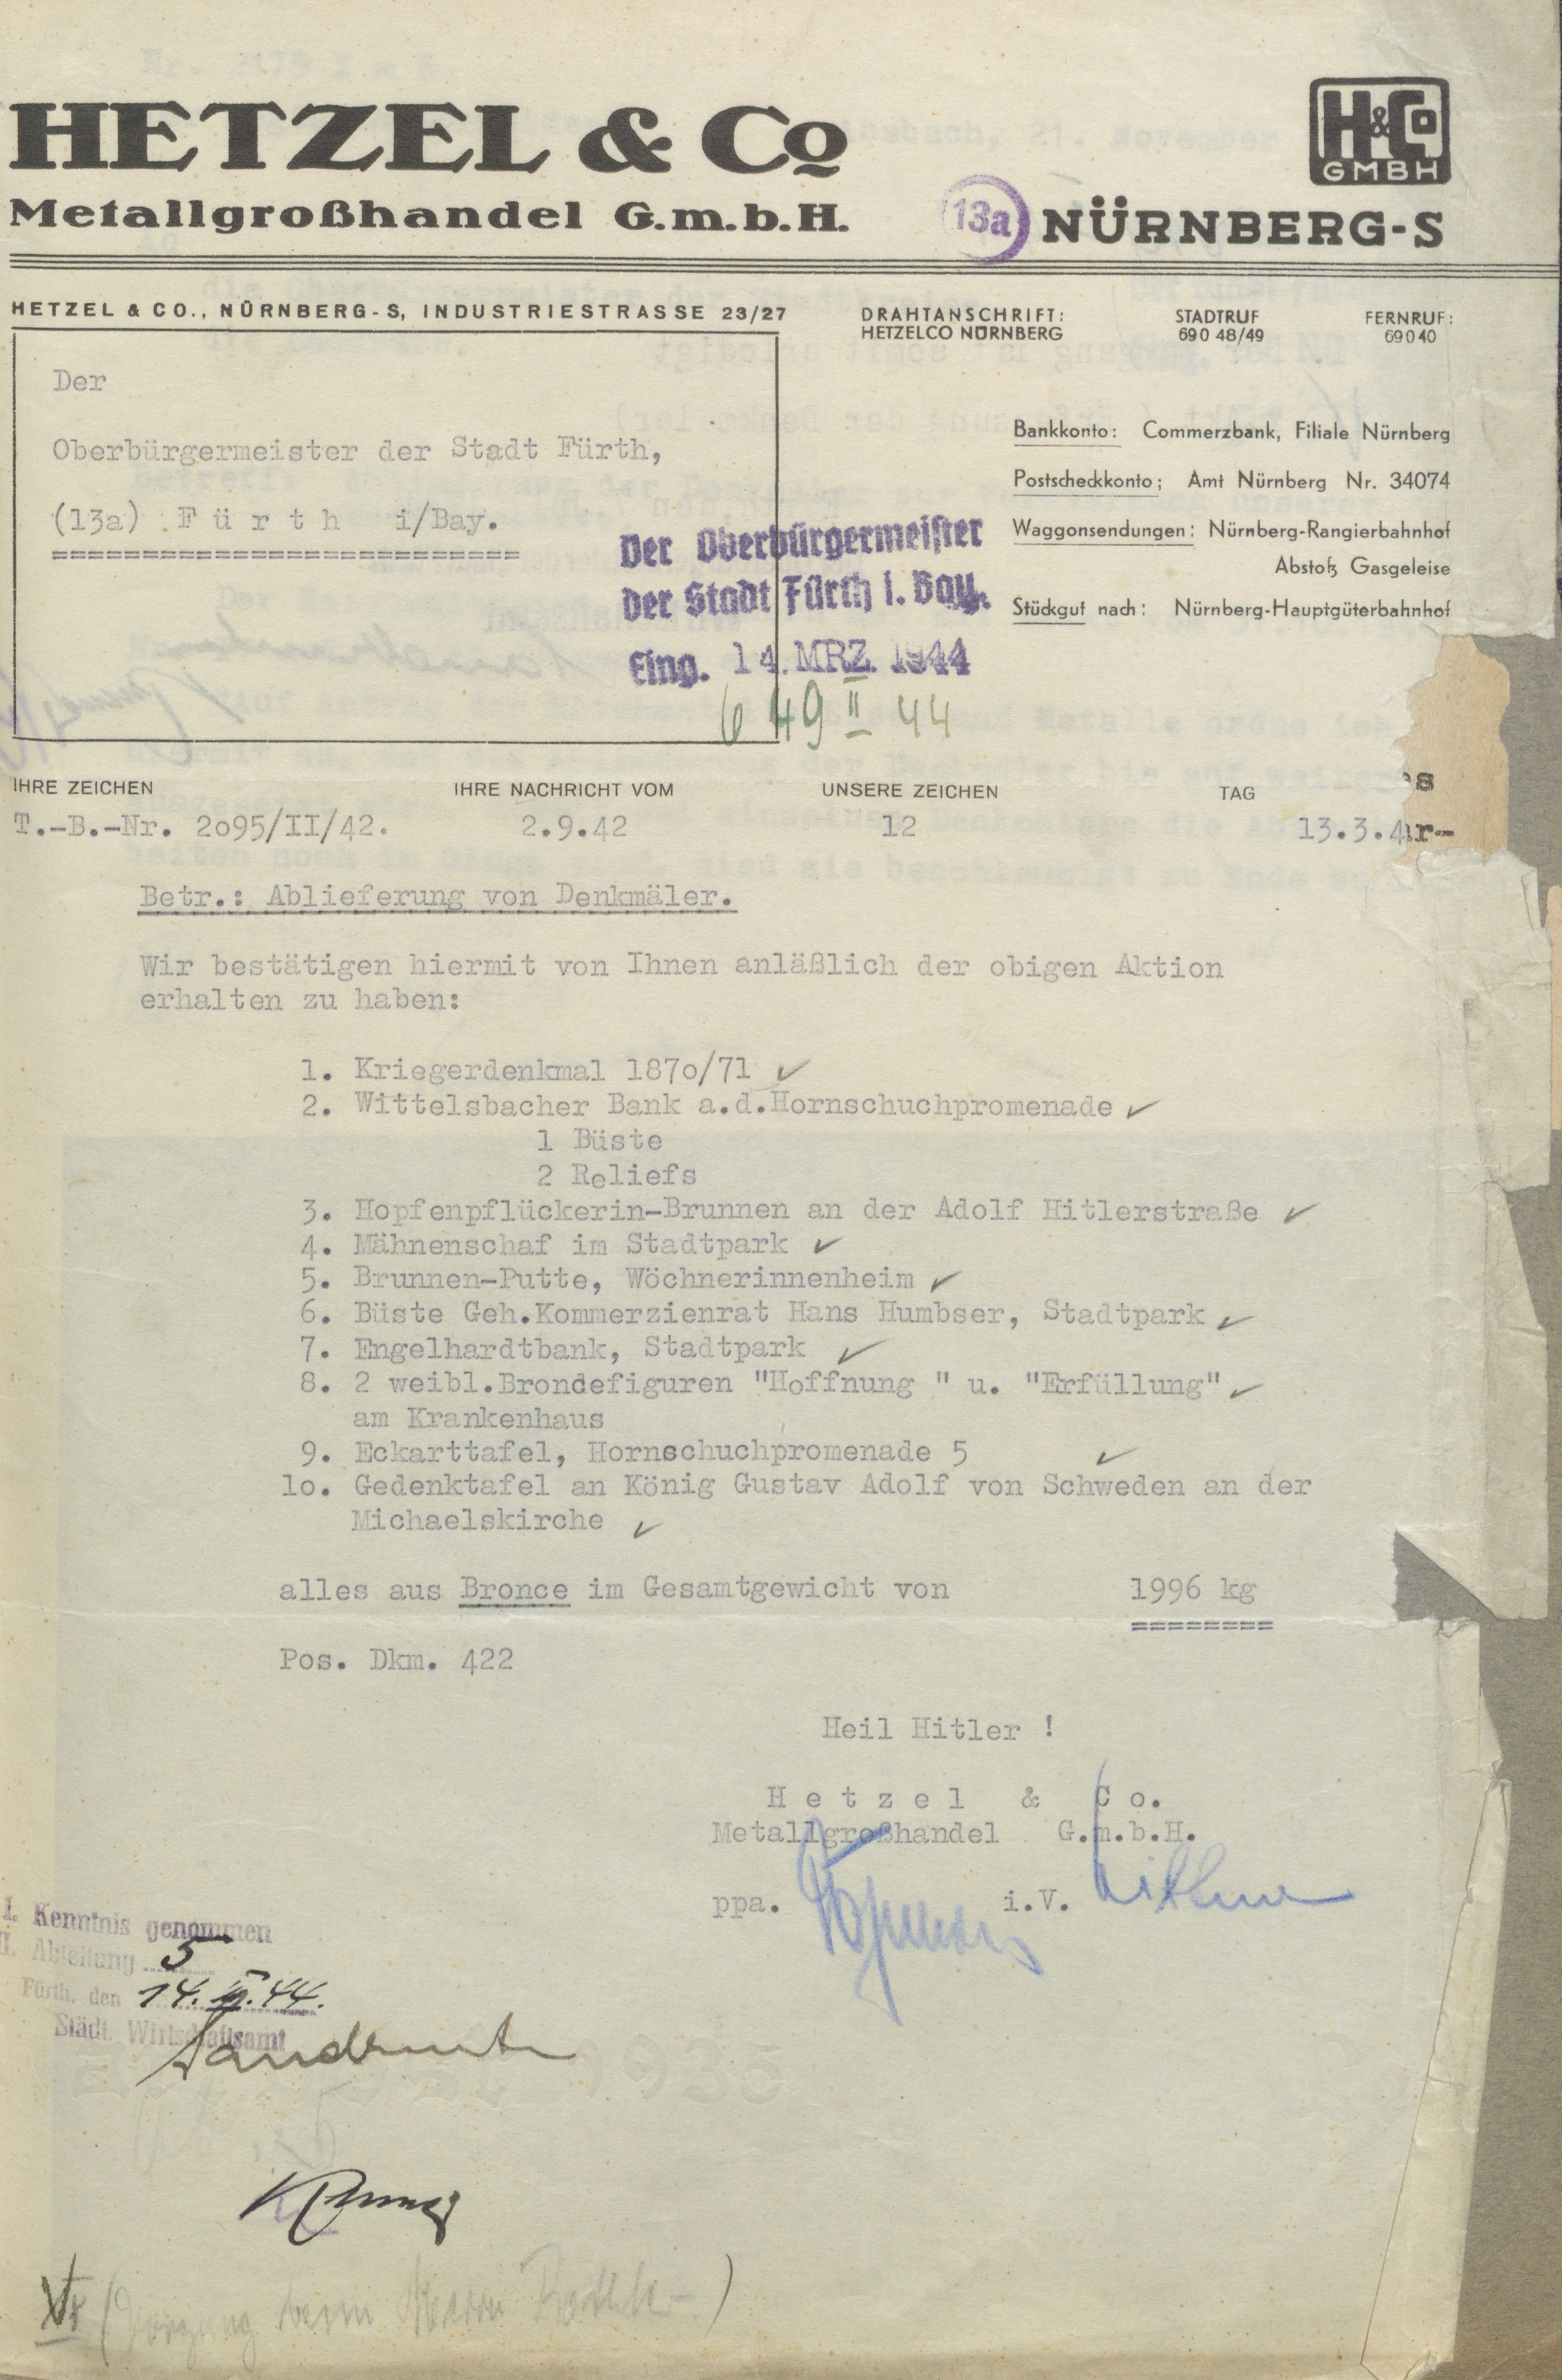 HETZEL & Co
Metallgroßhandel G.m.b.H.
H&Co
GMBH
13a
NÜRNBERG-S
HETZEL & CO., NÜRNBERG-S, INDUSTRIESTRASSE 23/27
DRAHTANSCHRIFT:
HETZELCO NÜRNBERG
STADTRUF
690 48/49
FERNRUF:
69040
Der
Oberbürgermeister der Stadt Fürth,
(13a) F ü r t h i/Bay.
==========================
Bankkonto: Commerzbank, Filiale Nürnberg
Postscheckkonto; Amt Nürnberg Nr. 34074
Waggonsendungen: Nürnberg-Rangierbahnhof
Abstoß Gasgeleise
Stückgut nach: Nürnberg-Hauptgüterbahnhof
Der Oberbürgermeister
der Stadt Fürth i. Bay.
Eing. 14. MRZ. 1944
649 II 44
IHRE ZEICHEN
IHRE NACHRICHT VOM
UNSERE ZEICHEN
TAG
T.-B.-Nr. 2o95/II/42.
2.9.42
12
13.3.4
Betr.: Ablieferung von Denkmäler.
Wir bestätigen hiermit von Ihnen anläßlich der obigen Aktion
erhalten zu haben:
1. Kriegerdenkmal 187o/71 ✓
2. Wittelsbacher Bank a.d.Hornschuchpromenade ✓
1 Büste
2 Reliefs
3. Hopfenpflückerin-Brunnen an der Adolf Hitlerstraße ✓
4. Mähnenschaf im Stadtpark ✓
5. Brunnen-Putte, Wöchnerinnenheim ✓
6. Büste Geh.Kommerzienrat Hans Humbser, Stadtpark ✓
7. Engelhardtbank, Stadtpark ✓
8. 2 weibl.Brondefiguren "Hoffnung " u. "Erfüllung" ✓
am Krankenhaus
9. Eckarttafel, Hornschuchpromenade 5 ✓
1o. Gedenktafel an König Gustav Adolf von Schweden an der
Michaelskirche ✓
alles aus Bronce im Gesamtgewicht von 1996 kg
========
Pos. Dkm. 422
Heil Hitler !
H e t z e l & C o.
Metallgroßhandel G.m.b.H.
ppa.
i.V.
I. Kenntnis genommen
II. Abteilung 5
Fürth, den 14. III. 44.
Städt. Wirtschaftsamt
(Vorgang beim Herrn )